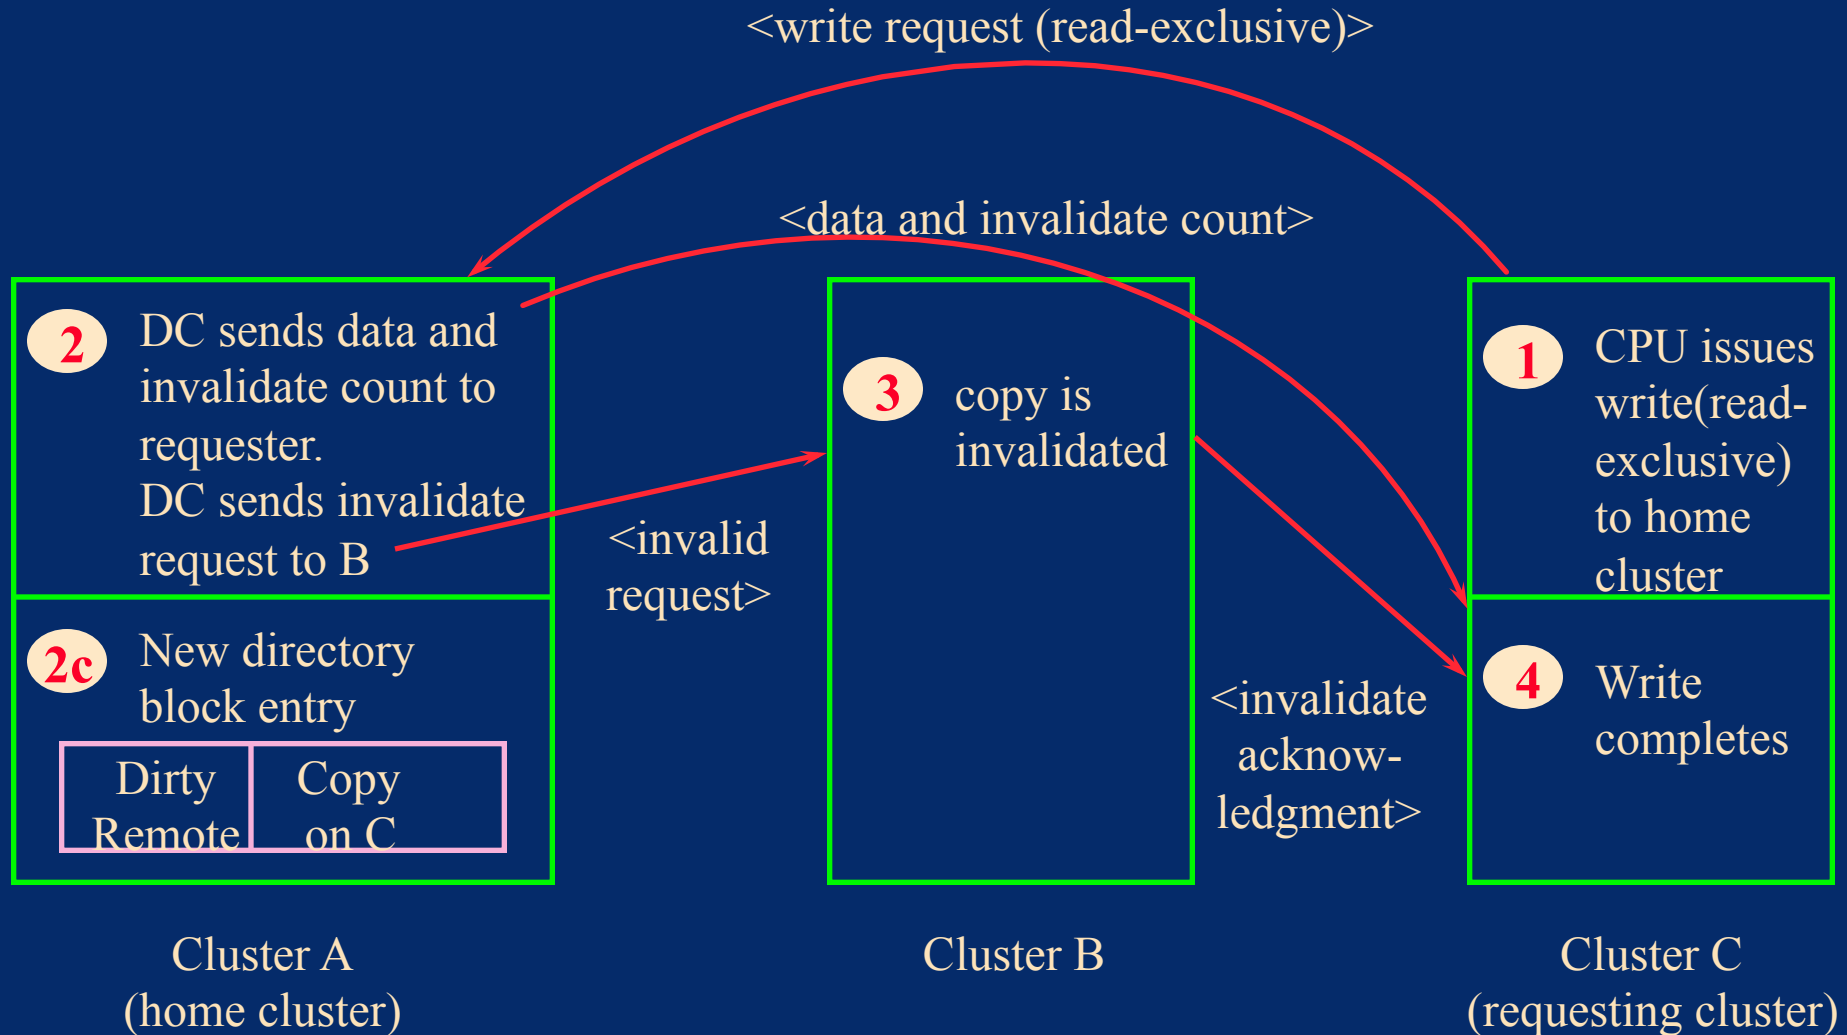 <write request (read-exclusive)>
<data and invalidate count>
2
DC sends data and
invalidate count to
requester.
DC sends invalidate
request to B
<invalid
request>
2c
New directory
block entry
Dirty
Remote
Copy
on C
3
copy is
invalidated
<invalidate
acknow-
ledgment>
1
CPU issues
write(read-
exclusive)
to home
cluster
4
Write
completes
Cluster A
(home cluster)
Cluster B
Cluster C
(requesting cluster)